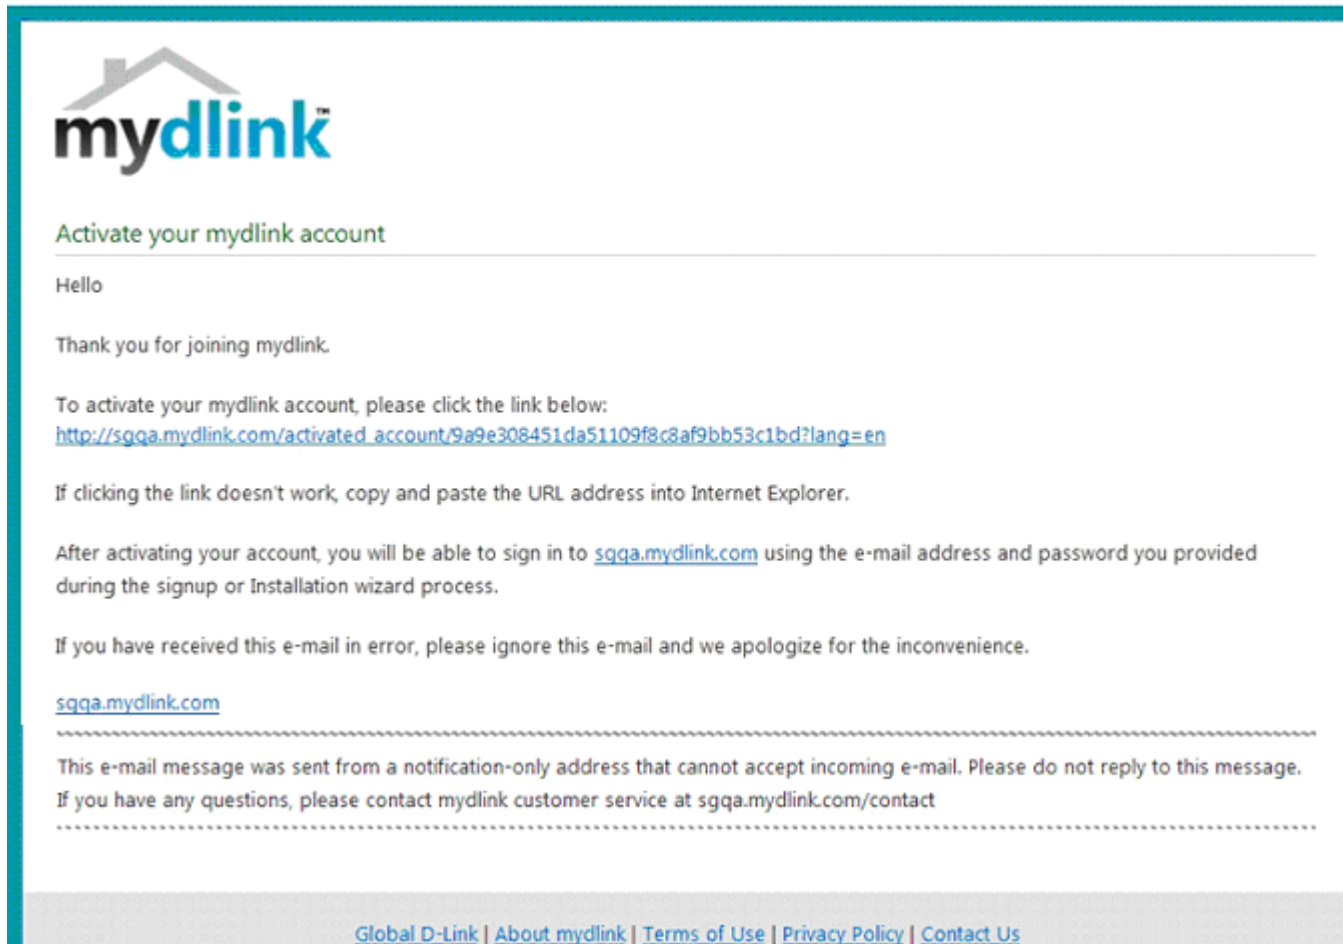 mydlink™
Activate your mydlink account
Hello
Thank you for joining mydlink.
To activate your mydlink account, please click the link below:
http://sgqa.mydlink.com/activated_account/9a9e308451da51109f8c8af9bb53c1bd?lang=en
If clicking the link doesn't work, copy and paste the URL address into Internet Explorer.
After activating your account, you will be able to sign in to sgqa.mydlink.com using the e-mail address and password you provided
during the signup or Installation wizard process.
If you have received this e-mail in error, please ignore this e-mail and we apologize for the inconvenience.
sgqa.mydlink.com
This e-mail message was sent from a notification-only address that cannot accept incoming e-mail. Please do not reply to this message.
If you have any questions, please contact mydlink customer service at sgqa.mydlink.com/contact
Global D-Link | About mydlink | Terms of Use | Privacy Policy | Contact Us